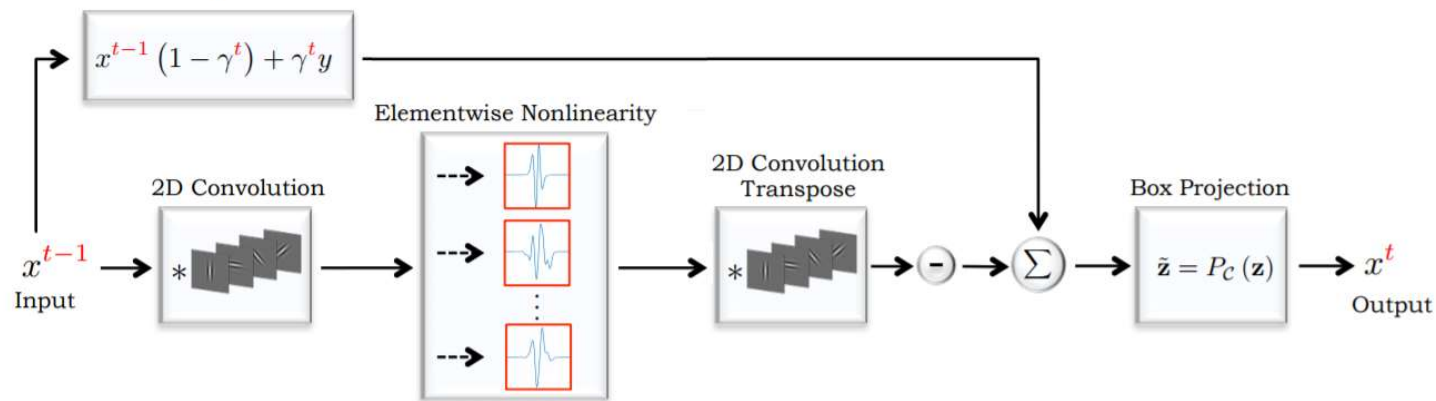 x^{t-1} (1 − γ^t) + γ^t y
Elementwise Nonlinearity
2D Convolution
2D Convolution
Transpose
Box Projection
x^{t-1}
Input
*
*
-
∑
z̃ = P_C (z)
x^t
Output